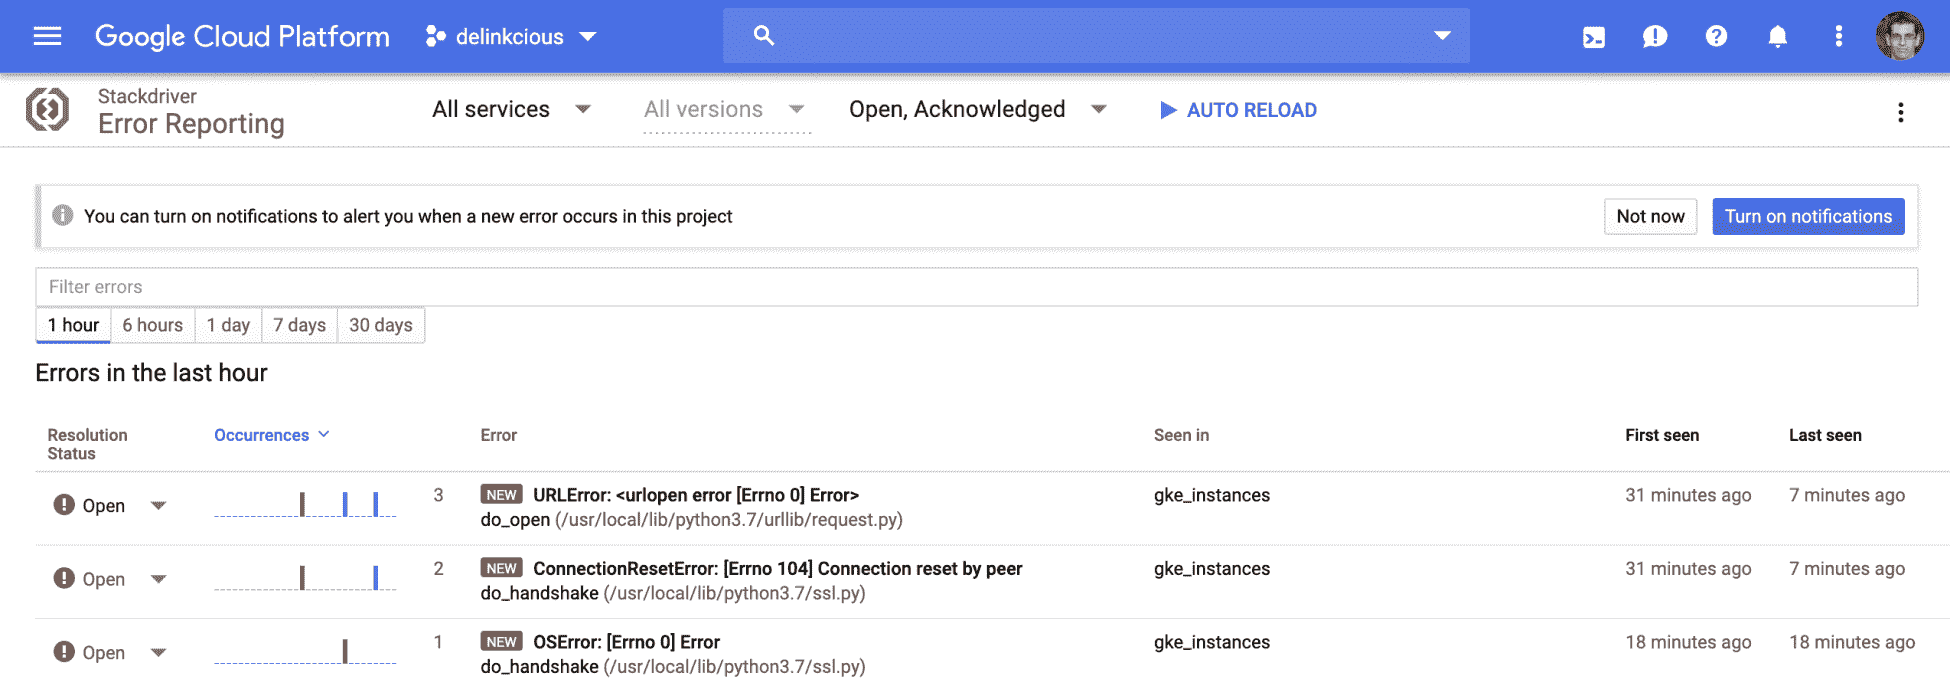 Google Cloud Platform delinkcious
Stackdriver
Error Reporting
All services All versions Open, Acknowledged AUTO RELOAD
You can turn on notifications to alert you when a new error occurs in this project Not now Turn on notifications
Filter errors
1 hour 6 hours 1 day 7 days 30 days
Errors in the last hour
Resolution Status Occurrences Error Seen in First seen Last seen
Open 3 NEW URLError: <urlopen error [Errno 0] Error> gke_instances 31 minutes ago 7 minutes ago
do_open (/usr/local/lib/python3.7/urllib/request.py)
Open 2 NEW ConnectionResetError: [Errno 104] Connection reset by peer gke_instances 31 minutes ago 7 minutes ago
do_handshake (/usr/local/lib/python3.7/ssl.py)
Open 1 NEW OSError: [Errno 0] Error gke_instances 18 minutes ago 18 minutes ago
do_handshake (/usr/local/lib/python3.7/ssl.py)